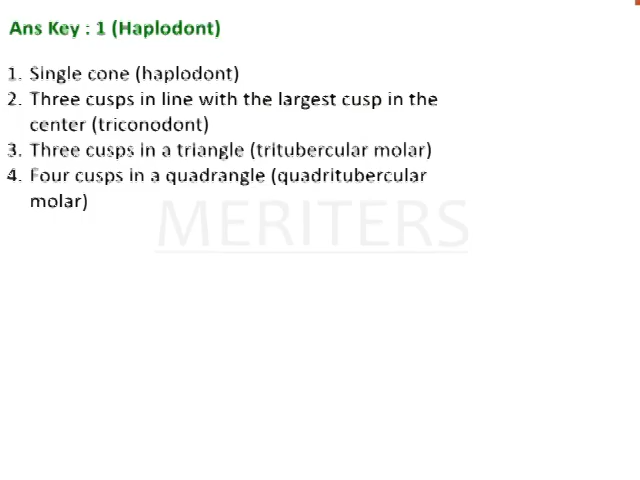 Ans Key : 1 (Haplodont)
1. Single cone (haplodont)
2. Three cusps in line with the largest cusp in the
center (triconodont)
3. Three cusps in a triangle (tritubercular molar)
4. Four cusps in a quadrangle (quadritubercular
molar)
MERITERS